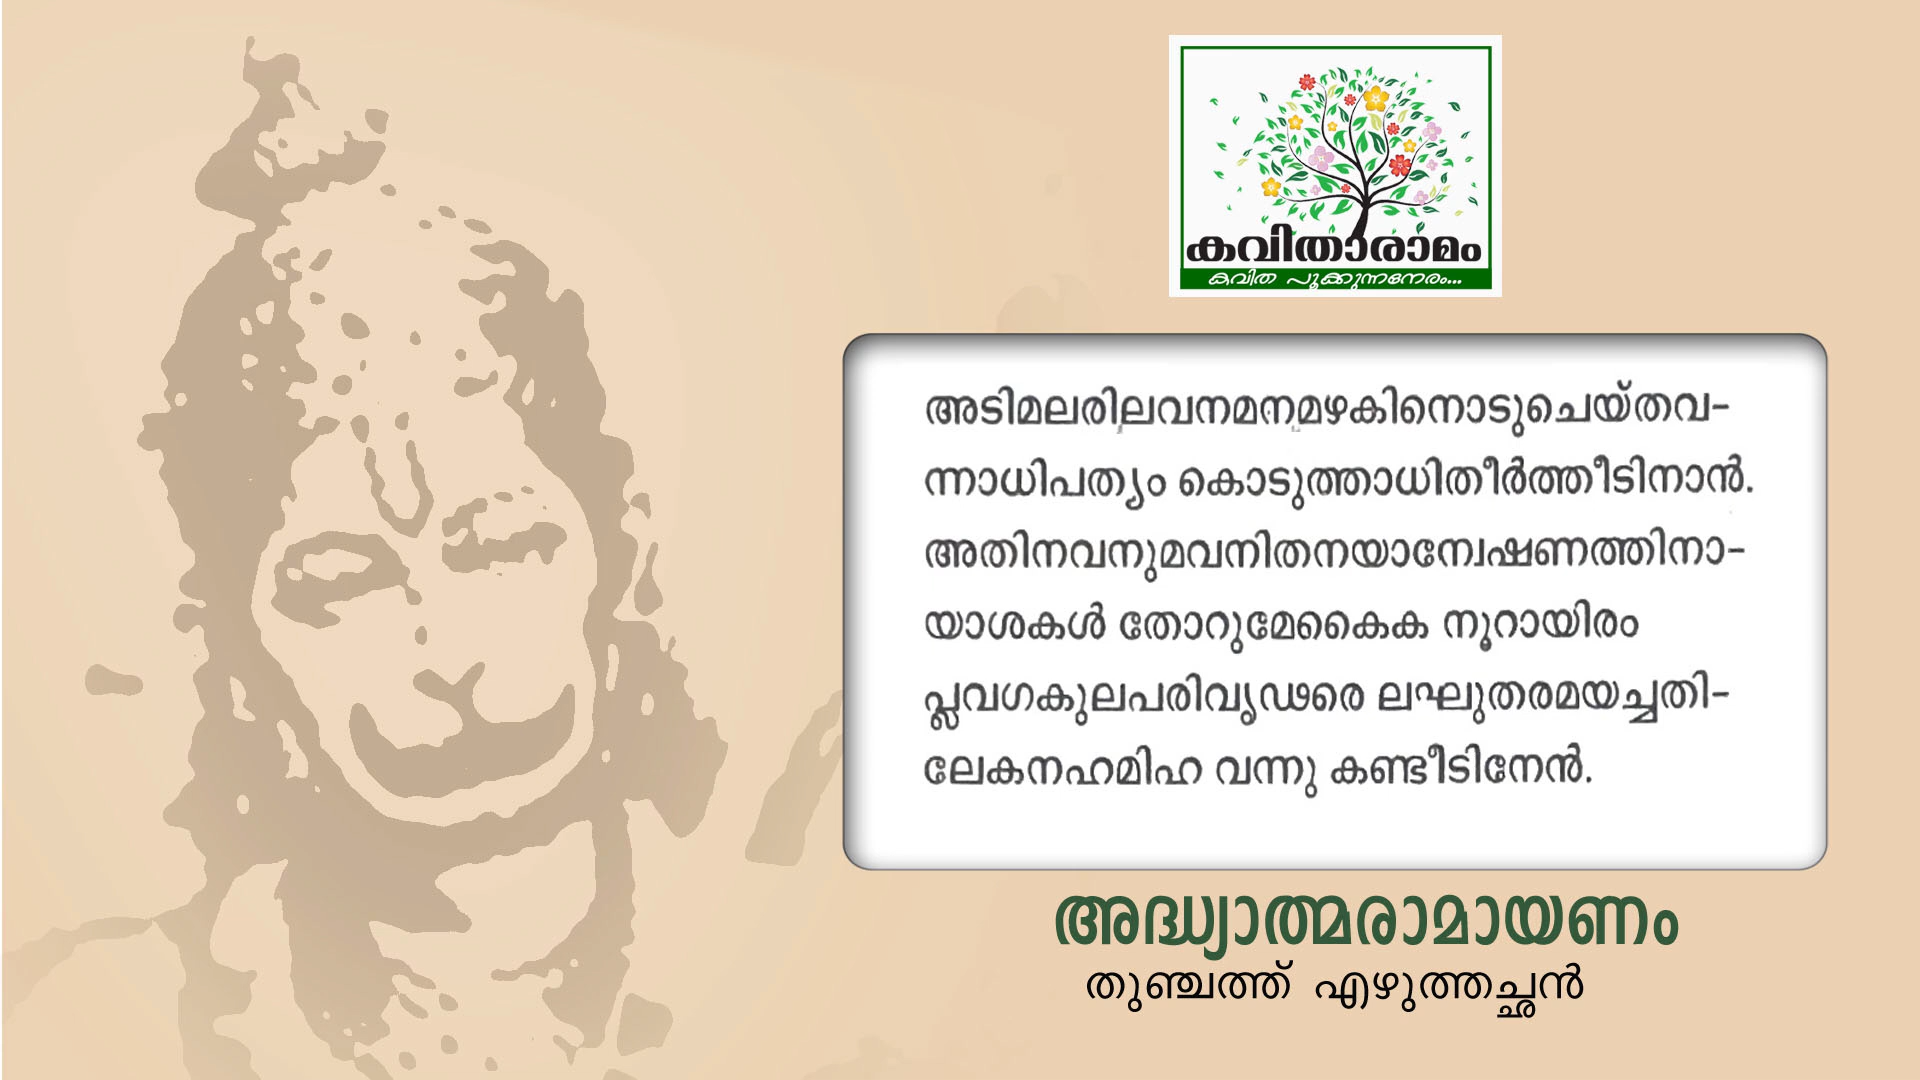 കവിതാരാമം
കവിത പൂക്കുന്നനേരം...
അടിമലരിലവനമനമഴകിനൊടുചെയ്തവ-
ന്നാധിപത്യം കൊടുത്താധിതീർത്തീടിനാൻ.
അതിനവനുമവനിതനയാന്വേഷണത്തിനാ-
യാശകൾ തോറുമേകൈക നൂറായിരം
പ്ലവഗകുലപരിവൃഢരെ ലഘുതരമയച്ചതി-
ലേകനഹമിഹ വന്നു കണ്ടീടിനേൻ.
അദ്ധ്യാത്മരാമായണം
തുഞ്ചത്ത് എഴുത്തച്ഛൻ